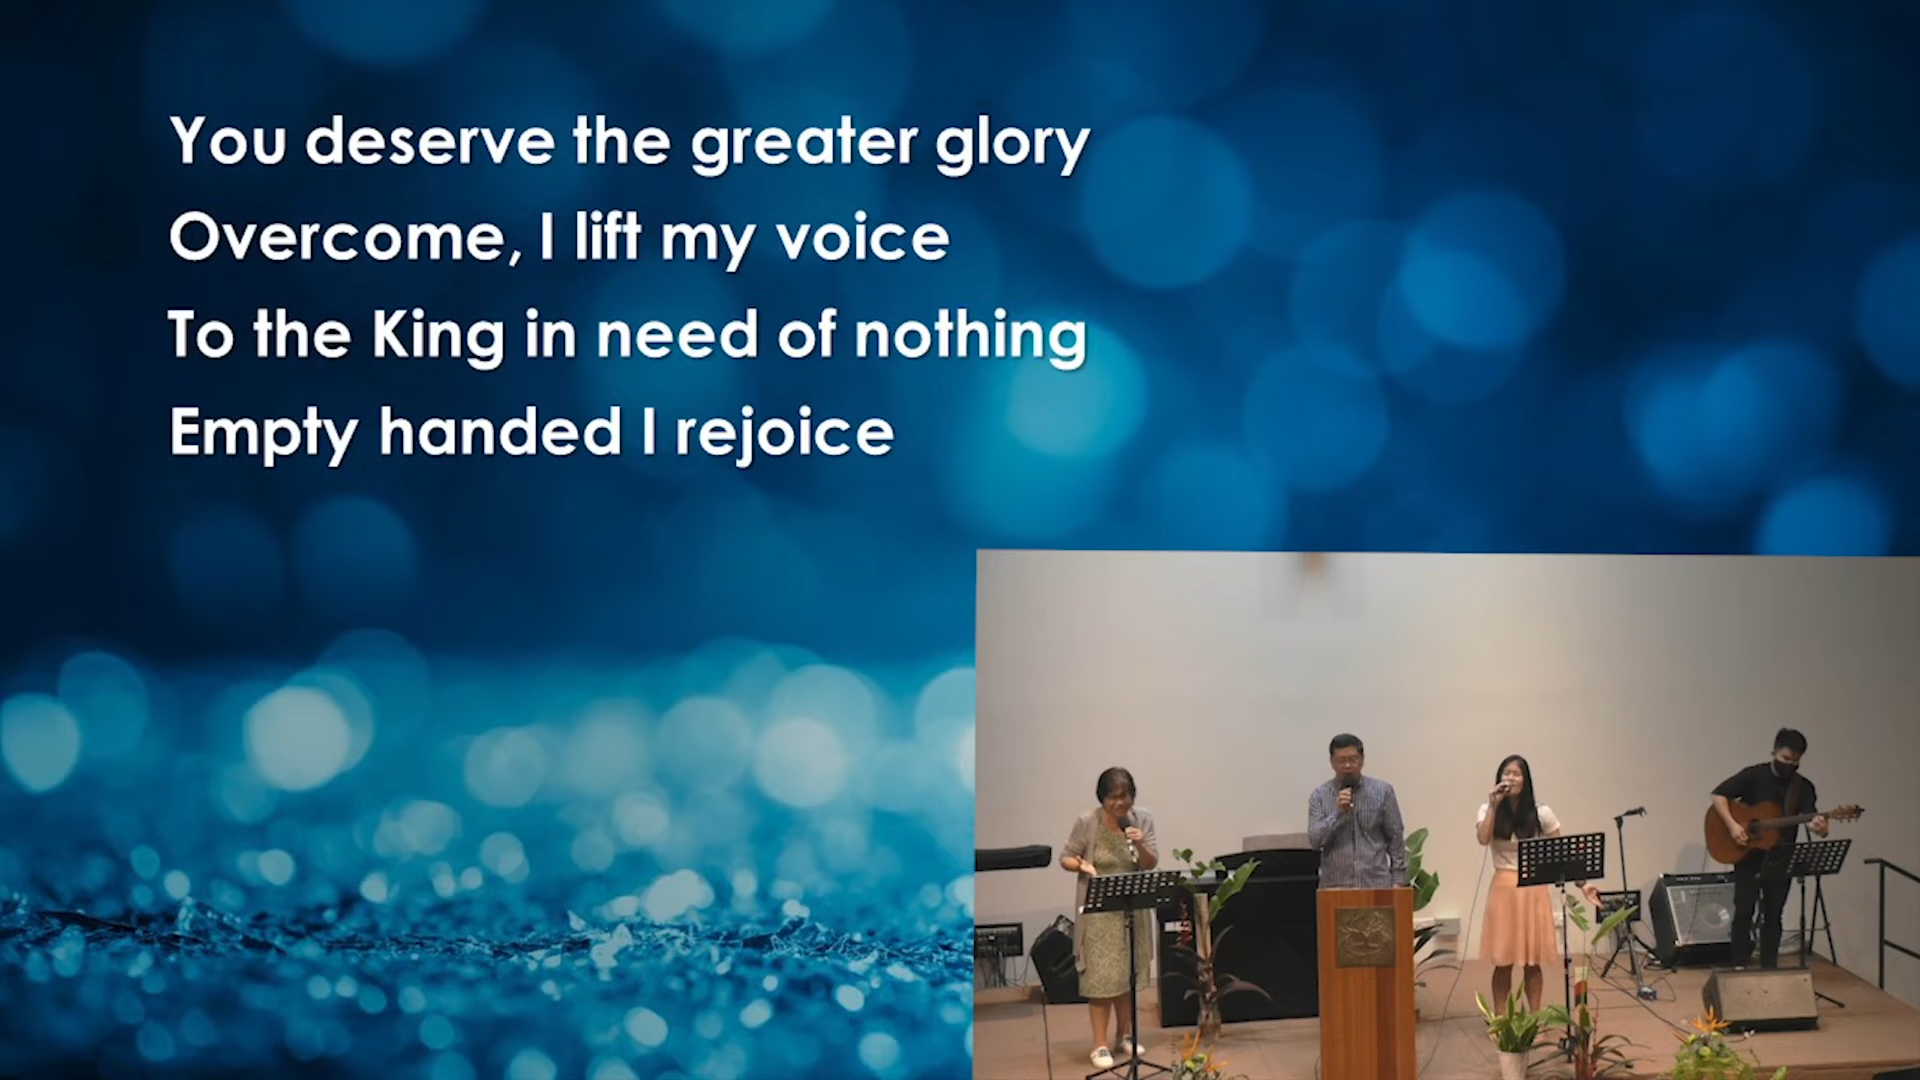 You deserve the greater glory
Overcome, I lift my voice
To the King in need of nothing
Empty handed I rejoice